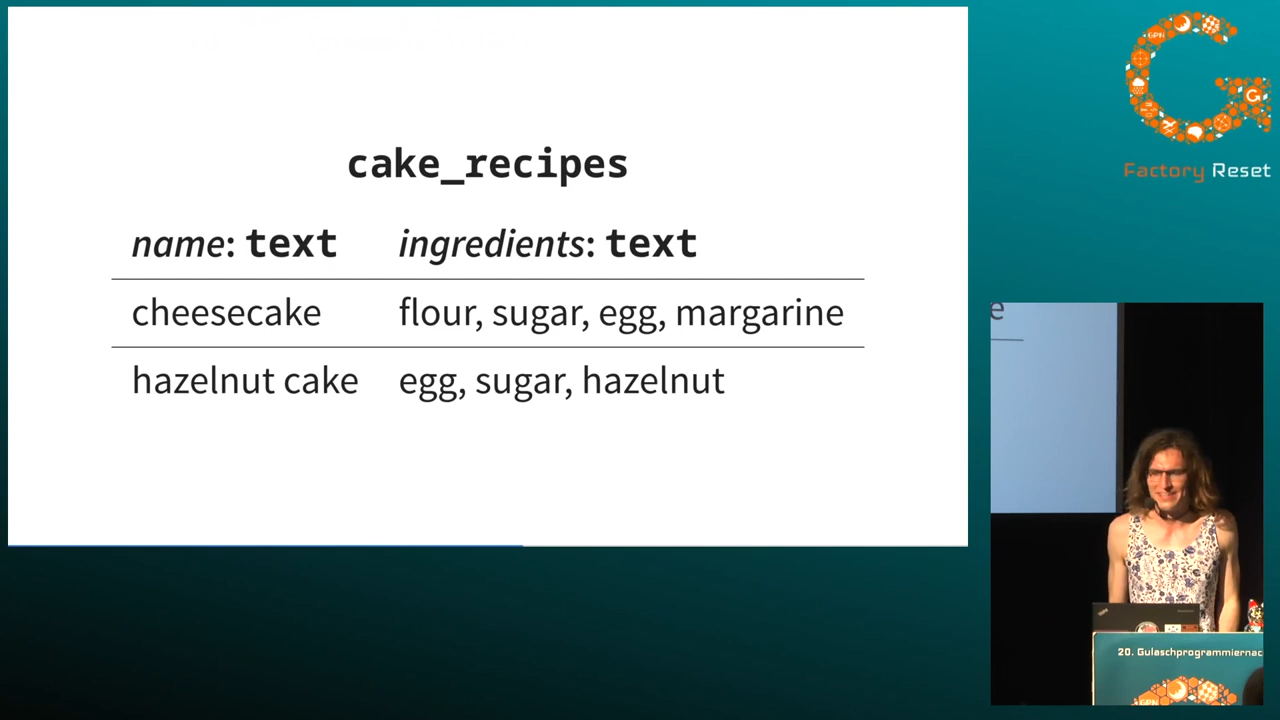 cake_recipes
name: text ingredients: text
cheesecake flour, sugar, egg, margarine
hazelnut cake egg, sugar, hazelnut
GPN
Factory Reset
e
20. Gulaschprogrammiernac